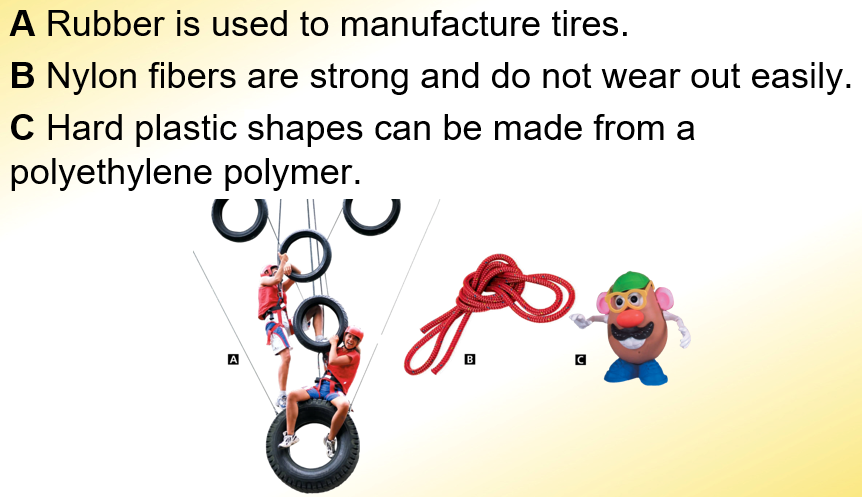 A Rubber is used to manufacture tires.
B Nylon fibers are strong and do not wear out easily.
C Hard plastic shapes can be made from a
polyethylene polymer.
A
B
C